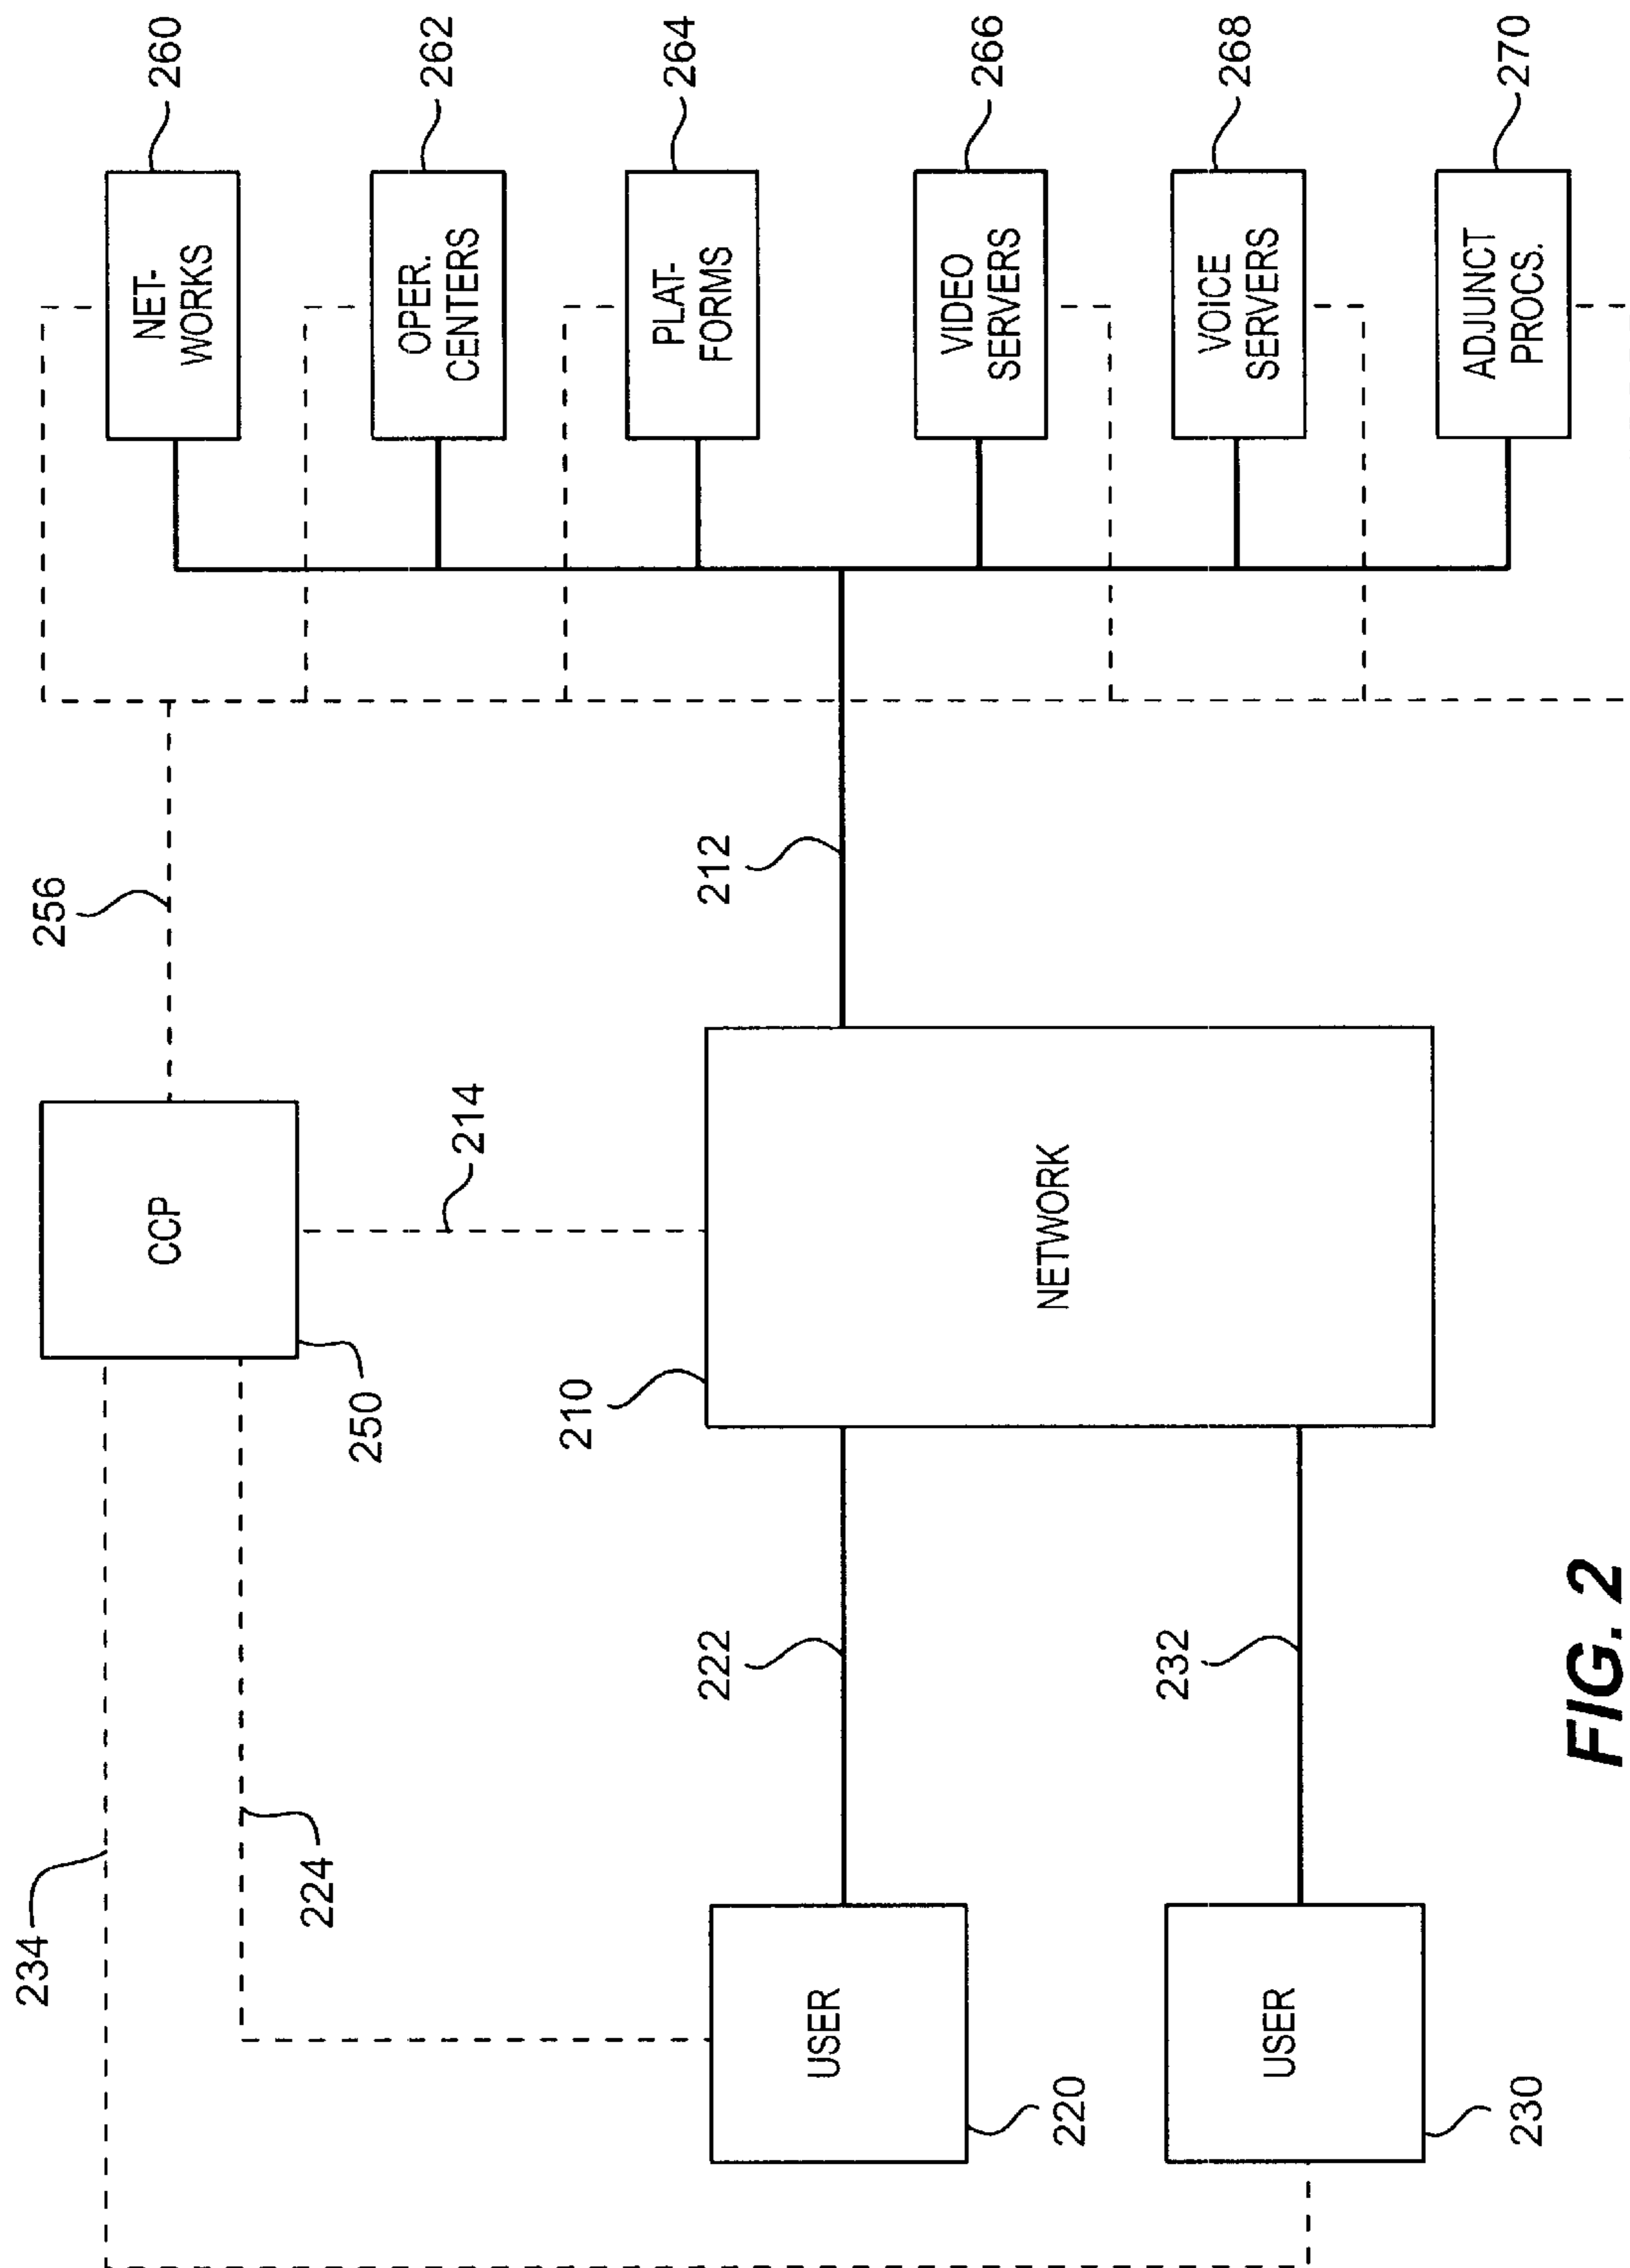 234
224
CCP
250
214
256
USER
220
222
210
NETWORK
212
USER
230
232
NET-
WORKS
260
OPER.
CENTERS
262
PLAT-
FORMS
264
VIDEO
SERVERS
266
VOICE
SERVERS
268
ADJUNCT
PROCS.
270
FIG. 2